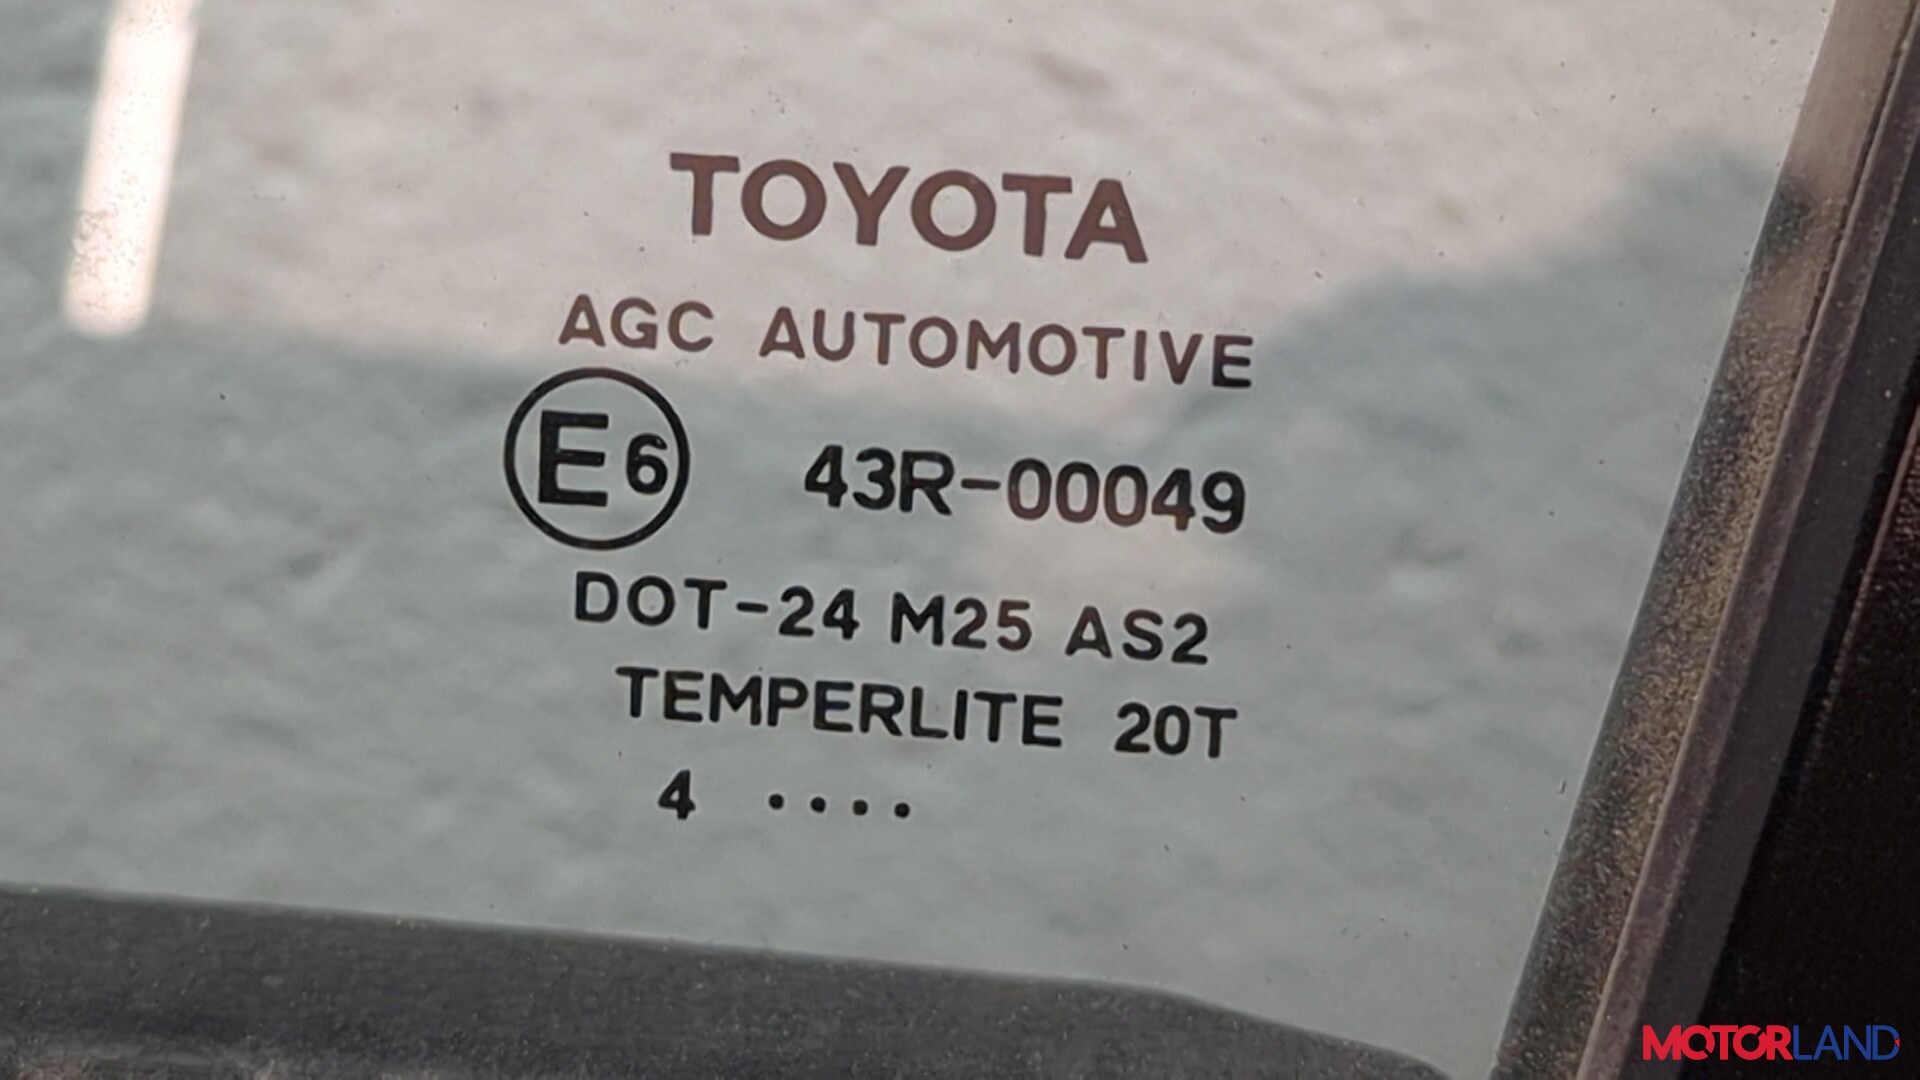 TOYOTA
AGC AUTOMOTIVE
E6 43R-00049
DOT-24 M25 AS2
TEMPERLITE 20T
4 ....
MOTORLAND